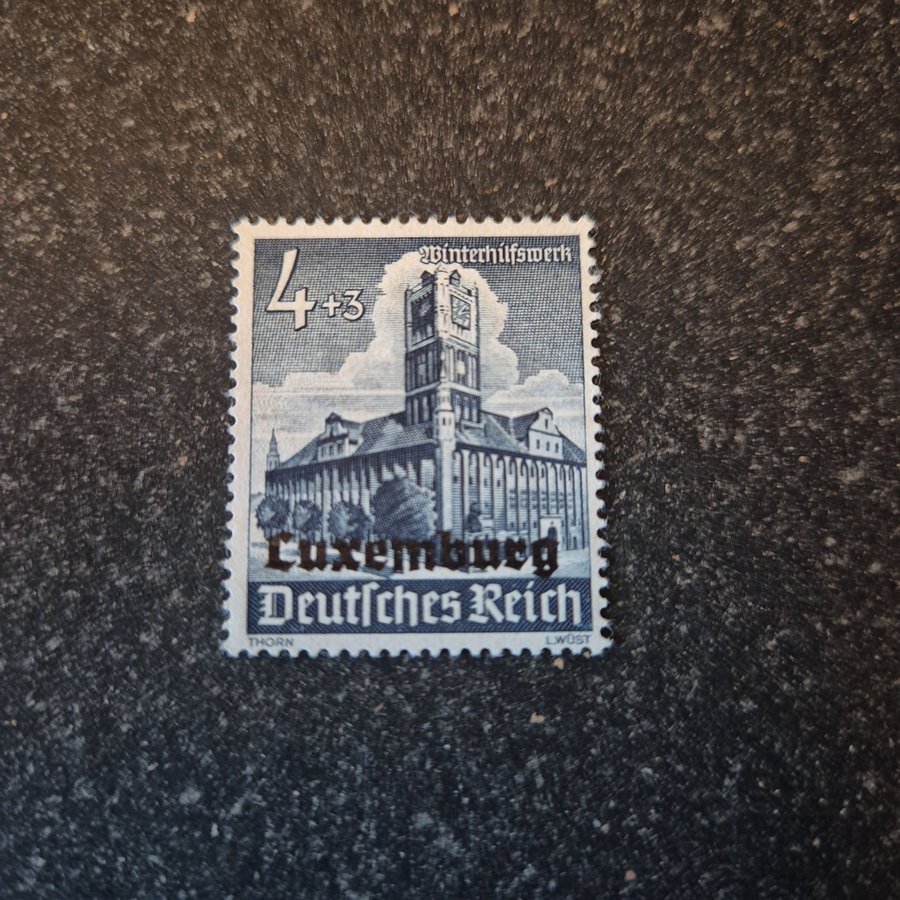 Winterhilfswerk
4+3
Luxemburg
Deutſches Reich
THORN L.WÜST